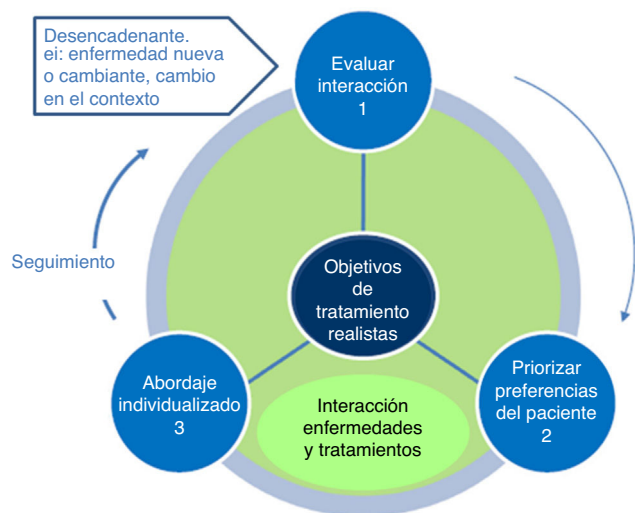 Desencadenante.
ei: enfermedad nueva
o cambiante, cambio
en el contexto
Evaluar
interacción
1
Seguimiento
Objetivos
de
tratamiento
realistas
Priorizar
preferencias
del paciente
2
Abordaje
individualizado
3
Interacción
enfermedades
y tratamientos